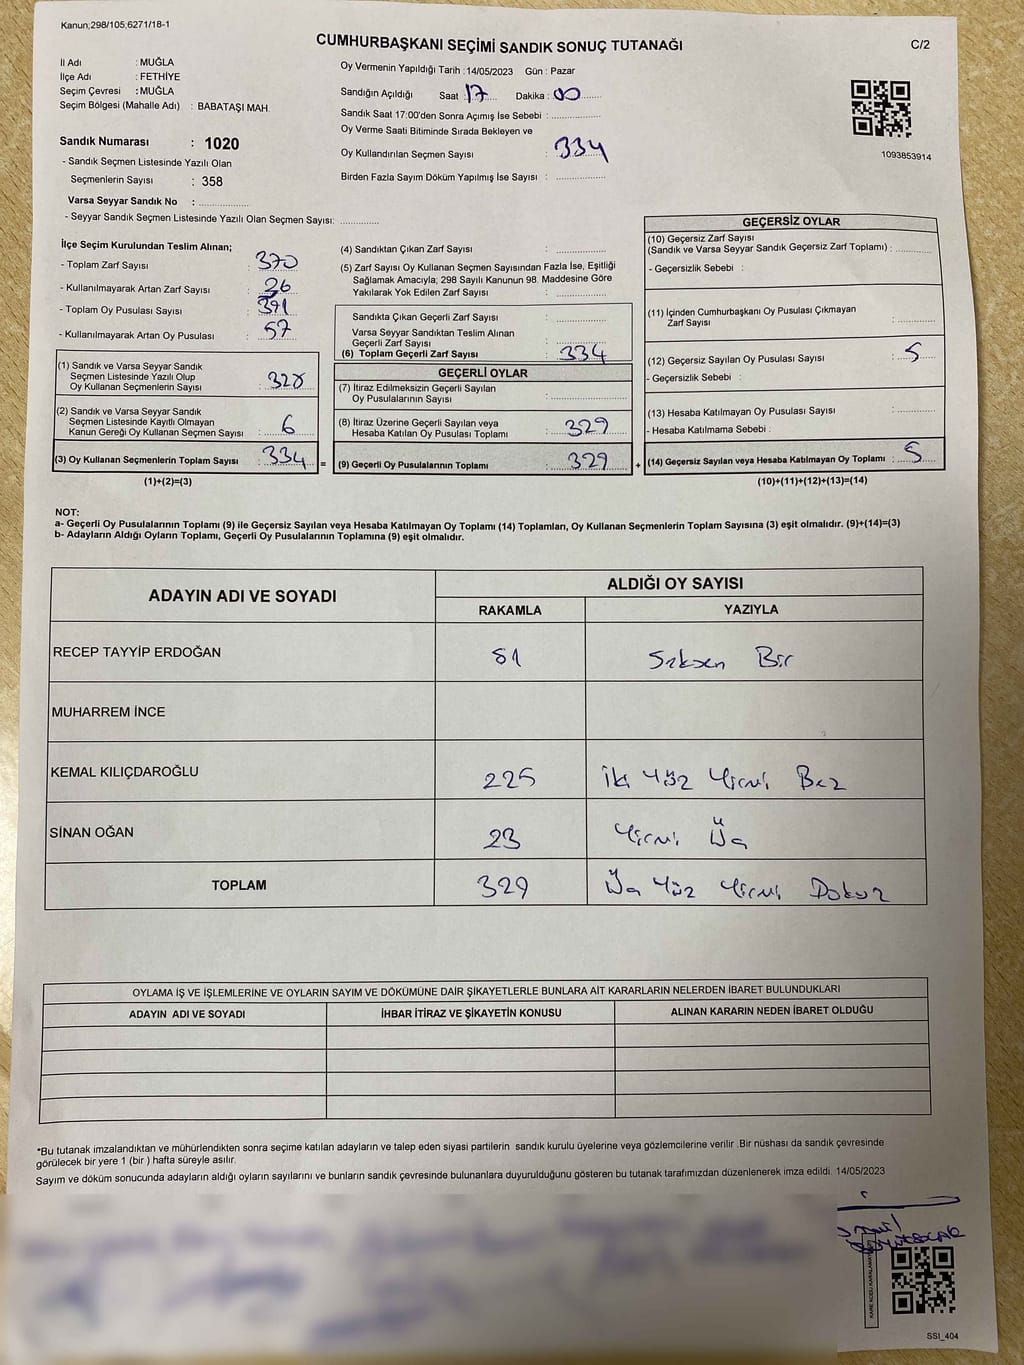 Kanun;298/105;6271/18-1
CUMHURBAŞKANI SEÇİMİ SANDIK SONUÇ TUTANAĞI
C/2
İl Adı : MUĞLA
İlçe Adı : FETHİYE
Seçim Çevresi : MUĞLA
Seçim Bölgesi (Mahalle Adı) : BABATAŞI MAH.
Sandık Numarası : 1020
- Sandık Seçmen Listesinde Yazılı Olan
Seçmenlerin Sayısı : 358
Varsa Seyyar Sandık No : ................
- Seyyar Sandık Seçmen Listesinde Yazılı Olan Seçmen Sayısı: ............
Oy Vermenin Yapıldığı Tarih :14/05/2023 Gün : Pazar
Sandığın Açıldığı Saat 17 Dakika : 00
Sandık Saat 17:00'den Sonra Açımış İse Sebebi : ................
Oy Verme Saati Bitiminde Sırada Bekleyen ve
Oy Kullandırılan Seçmen Sayısı : 334
Birden Fazla Sayım Döküm Yapılmış İse Sayısı : ................
1093853914
İlçe Seçim Kurulundan Teslim Alınan;
- Toplam Zarf Sayısı : 370
- Kullanılmayarak Artan Zarf Sayısı : 26
- Toplam Oy Pusulası Sayısı : 391
- Kullanılmayarak Artan Oy Pusulası : 57
(1) Sandık ve Varsa Seyyar Sandık
Seçmen Listesinde Yazılı Olup
Oy Kullanan Seçmenlerin Sayısı : 328
(2) Sandık ve Varsa Seyyar Sandık
Seçmen Listesinde Kayıtlı Olmayan
Kanun Gereği Oy Kullanan Seçmen Sayısı : 6
(3) Oy Kullanan Seçmenlerin Toplam Sayısı : 334 =
(1)+(2)=(3)
(4) Sandıktan Çıkan Zarf Sayısı : ................
(5) Zarf Sayısı Oy Kullanan Seçmen Sayısından Fazla İse, Eşitliği
Sağlamak Amacıyla; 298 Sayılı Kanunun 98. Maddesine Göre
Yakılarak Yok Edilen Zarf Sayısı : ................
Sandıkta Çıkan Geçerli Zarf Sayısı : ................
Varsa Seyyar Sandıktan Teslim Alınan
Geçerli Zarf Sayısı : ................
(6) Toplam Geçerli Zarf Sayısı : 334
GEÇERLİ OYLAR
(7) İtiraz Edilmeksizin Geçerli Sayılan
Oy Pusulalarının Sayısı : ................
(8) İtiraz Üzerine Geçerli Sayılan veya
Hesaba Katılan Oy Pusulası Toplamı : 329
(9) Geçerli Oy Pusulalarının Toplamı : 329 +
GEÇERSİZ OYLAR
(10) Geçersiz Zarf Sayısı
(Sandık ve Varsa Seyyar Sandık Geçersiz Zarf Toplamı) : ..........
- Geçersizlik Sebebi :
(11) İçinden Cumhurbaşkanı Oy Pusulası Çıkmayan
Zarf Sayısı : ..........
(12) Geçersiz Sayılan Oy Pusulası Sayısı : 5
- Geçersizlik Sebebi :
(13) Hesaba Katılmayan Oy Pusulası Sayısı : ..........
- Hesaba Katılmama Sebebi :
(14) Geçersiz Sayılan veya Hesaba Katılmayan Oy Toplamı : 5
(10)+(11)+(12)+(13)=(14)
NOT:
a- Geçerli Oy Pusulalarının Toplamı (9) ile Geçersiz Sayılan veya Hesaba Katılmayan Oy Toplamı (14) Toplamları, Oy Kullanan Seçmenlerin Toplam Sayısına (3) eşit olmalıdır. (9)+(14)=(3)
b- Adayların Aldığı Oyların Toplamı, Geçerli Oy Pusulalarının Toplamına (9) eşit olmalıdır.
ADAYIN ADI VE SOYADI
ALDIĞI OY SAYISI
RAKAMLA YAZIYLA
RECEP TAYYİP ERDOĞAN 81 Seksen Bir
MUHARREM İNCE
KEMAL KILIÇDAROĞLU 225 İki Yüz Yirmi Beş
SİNAN OĞAN 23 Yirmi Üç
TOPLAM 329 Üç Yüz Yirmi Dokuz
OYLAMA İŞ VE İŞLEMLERİNE VE OYLARIN SAYIM VE DÖKÜMÜNE DAİR ŞİKAYETLERLE BUNLARA AİT KARARLARIN NELERDEN İBARET BULUNDUKLARI
ADAYIN ADI VE SOYADI İHBAR İTİRAZ VE ŞİKAYETİN KONUSU ALINAN KARARIN NEDEN İBARET OLDUĞU
*Bu tutanak imzalandıktan ve mühürlendikten sonra seçime katılan adayların ve talep eden siyasi partilerin sandık kurulu üyelerine veya gözlemcilerine verilir .Bir nüshası da sandık çevresinde
görülecek bir yere 1 (bir ) hafta süreyle asılır.
Sayım ve döküm sonucunda adayların aldığı oyların sayılarını ve bunların sandık çevresinde bulunanlara duyurulduğunu gösteren bu tutanak tarafımızdan düzenlenerek imza edildi. 14/05/2023
SSI_404